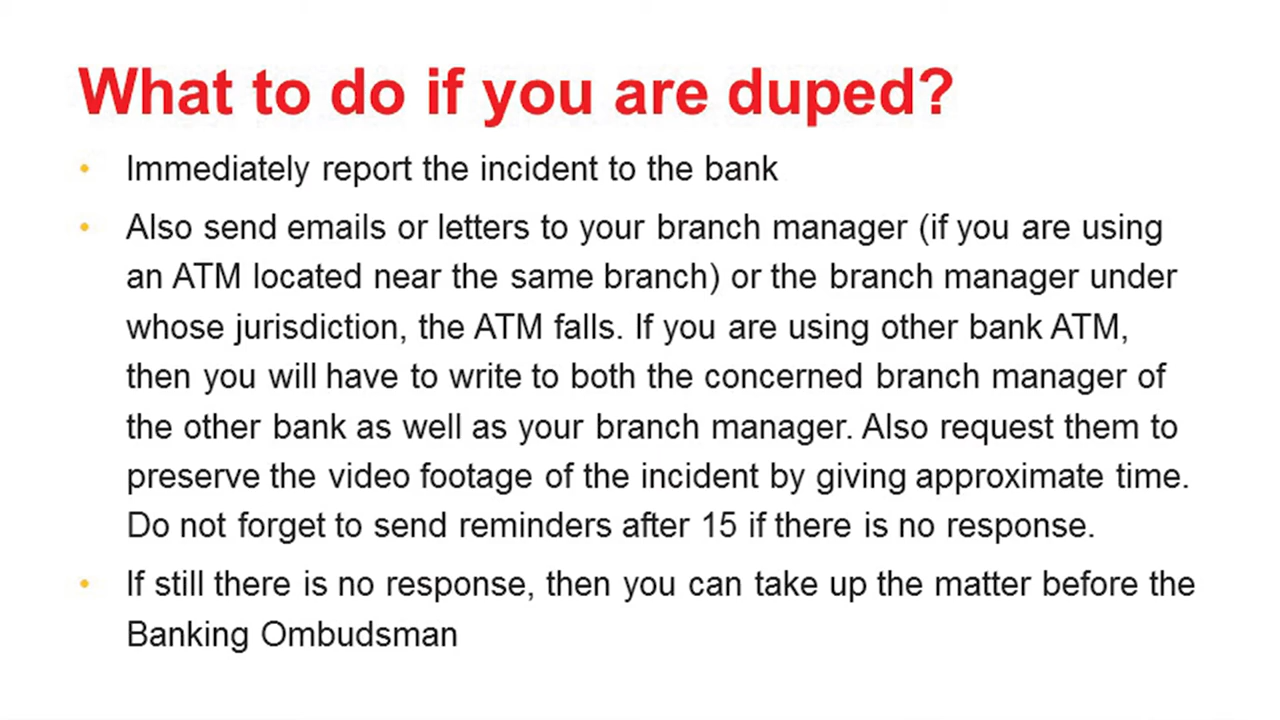 What to do if you are duped?
• Immediately report the incident to the bank
• Also send emails or letters to your branch manager (if you are using
an ATM located near the same branch) or the branch manager under
whose jurisdiction, the ATM falls. If you are using other bank ATM,
then you will have to write to both the concerned branch manager of
the other bank as well as your branch manager. Also request them to
preserve the video footage of the incident by giving approximate time.
Do not forget to send reminders after 15 if there is no response.
• If still there is no response, then you can take up the matter before the
Banking Ombudsman